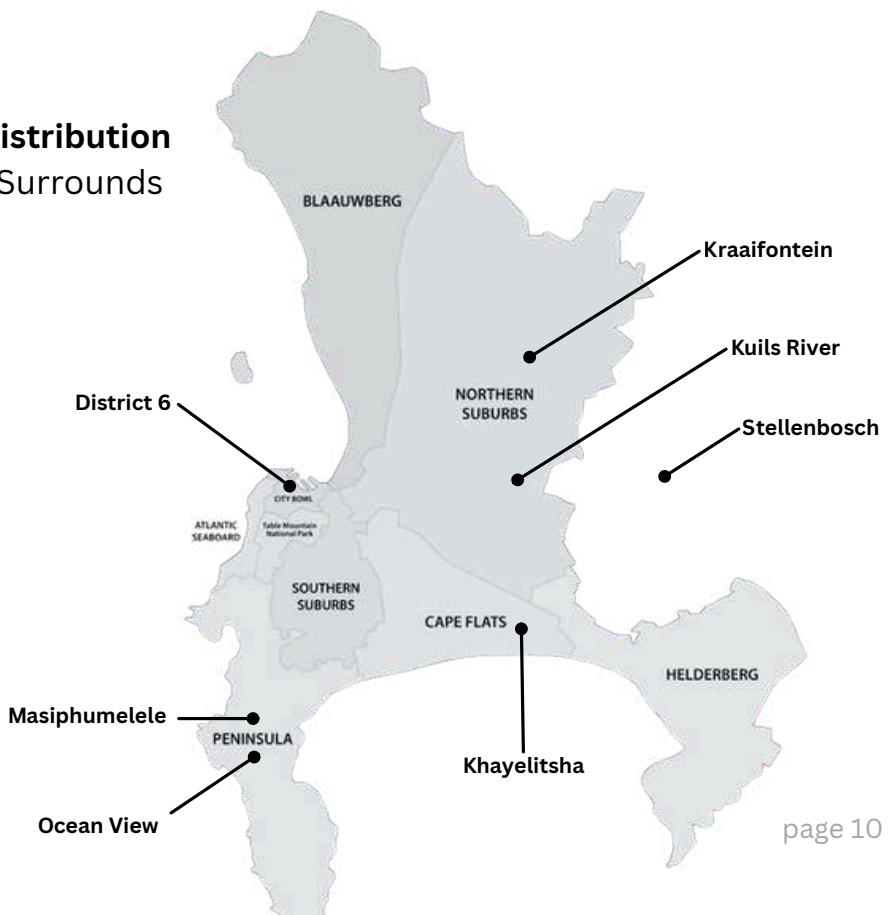 istribution
Surrounds
BLAAUWBERG
Kraaifontein
Kuils River
NORTHERN
SUBURBS
District 6
Stellenbosch
CITY BOWL
ATLANTIC
SEABOARD
Table Mountain
National Park
SOUTHERN
SUBURBS
CAPE FLATS
HELDERBERG
Masiphumelele
PENINSULA
Khayelitsha
Ocean View
page 10